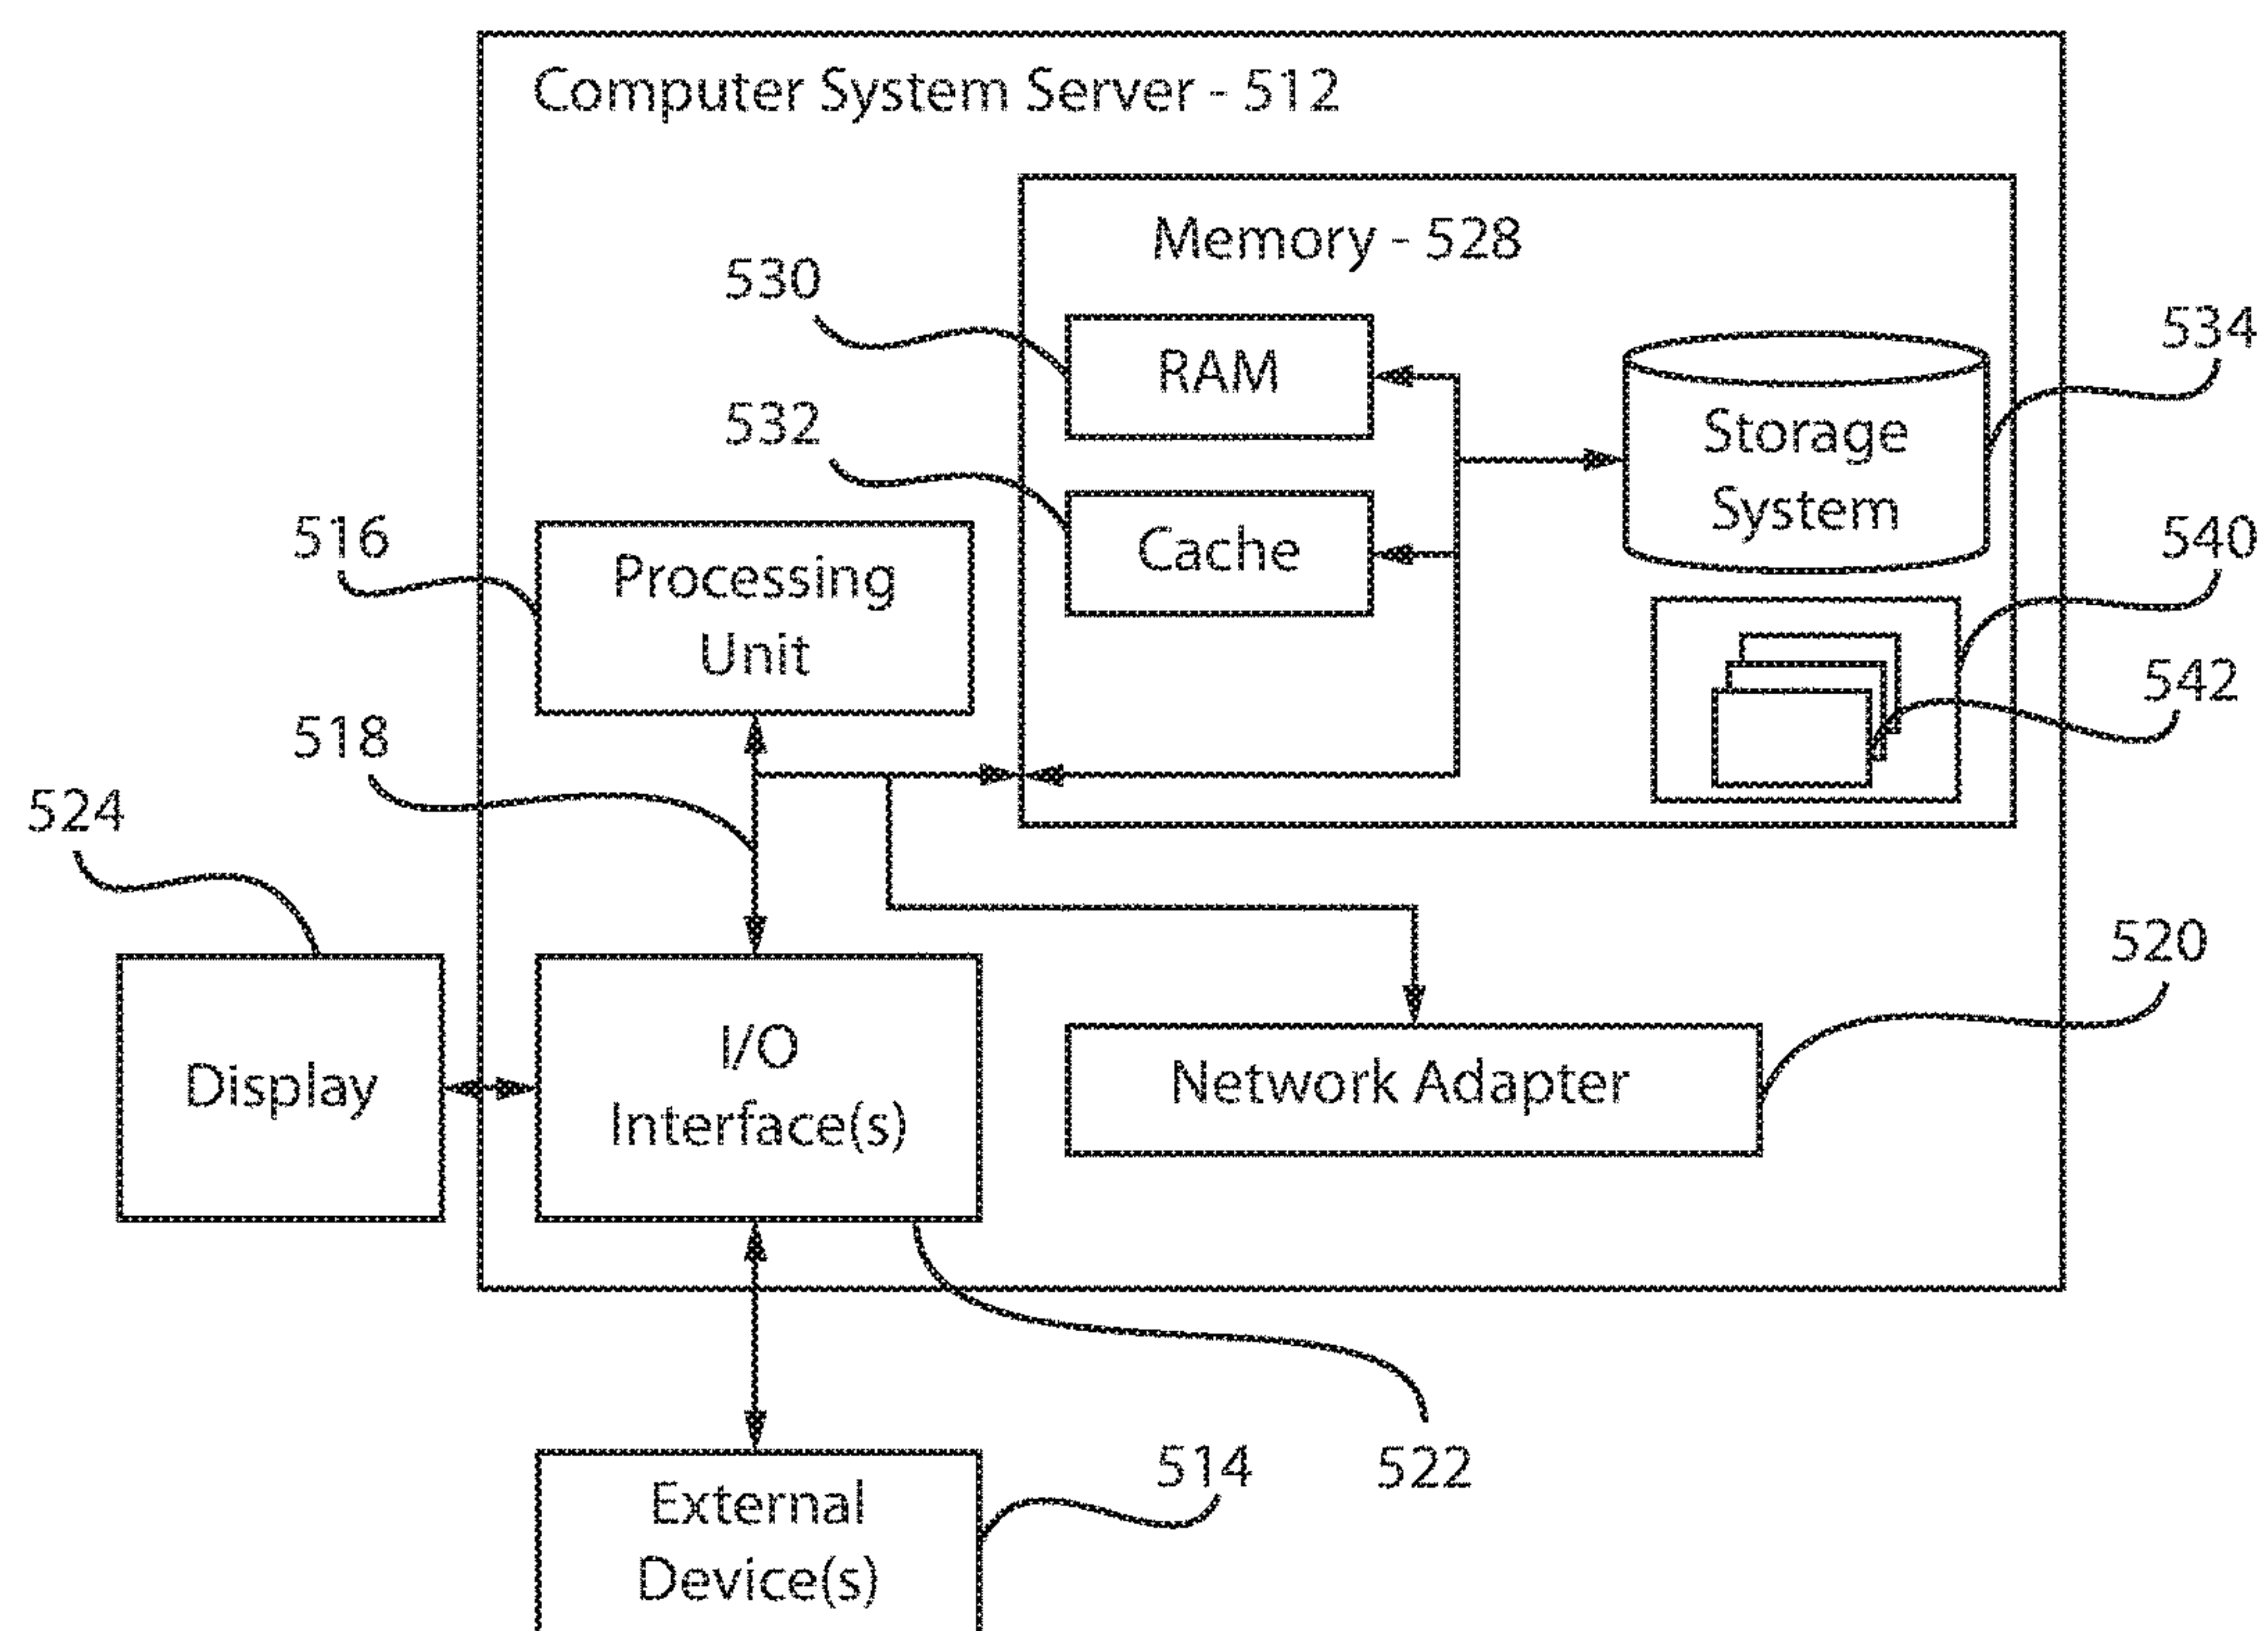 Computer System Server - 512
Memory - 528
530
RAM
534
532
Storage
System
516
Cache
540
Processing
Unit
542
518
524
520
I/O
Interface(s)
Display
Network Adapter
514
522
External
Device(s)